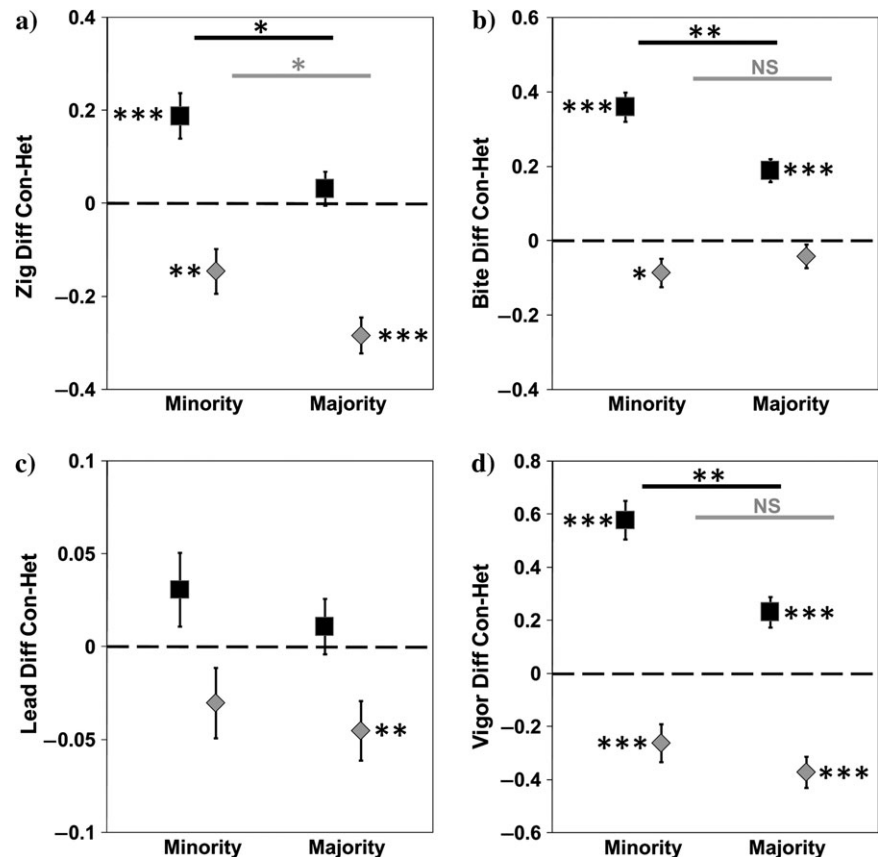 a)
Zig Diff Con-Het
0.4
0.2
0
−0.2
−0.4
*
*
***
**
***
Minority Majority
b)
Bite Diff Con-Het
0.6
0.4
0.2
0
−0.2
−0.4
**
NS
***
***
*
Minority Majority
c)
Lead Diff Con-Het
0.1
0.05
0
−0.05
−0.1
**
Minority Majority
d)
Vigor Diff Con-Het
0.8
0.6
0.4
0.2
0
−0.2
−0.4
−0.6
**
NS
***
***
***
***
Minority Majority